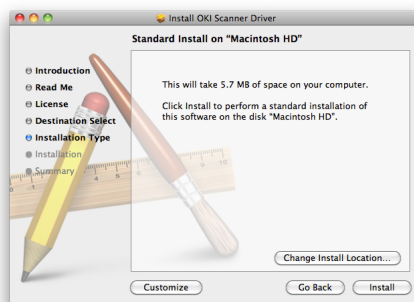 Install OKI Scanner Driver
Standard Install on “Macintosh HD”
Introduction
Read Me
License
Destination Select
Installation Type
Installation
Summary
This will take 5.7 MB of space on your computer.
Click Install to perform a standard installation of
this software on the disk "Macintosh HD".
Change Install Location...
Customize
Go Back
Install